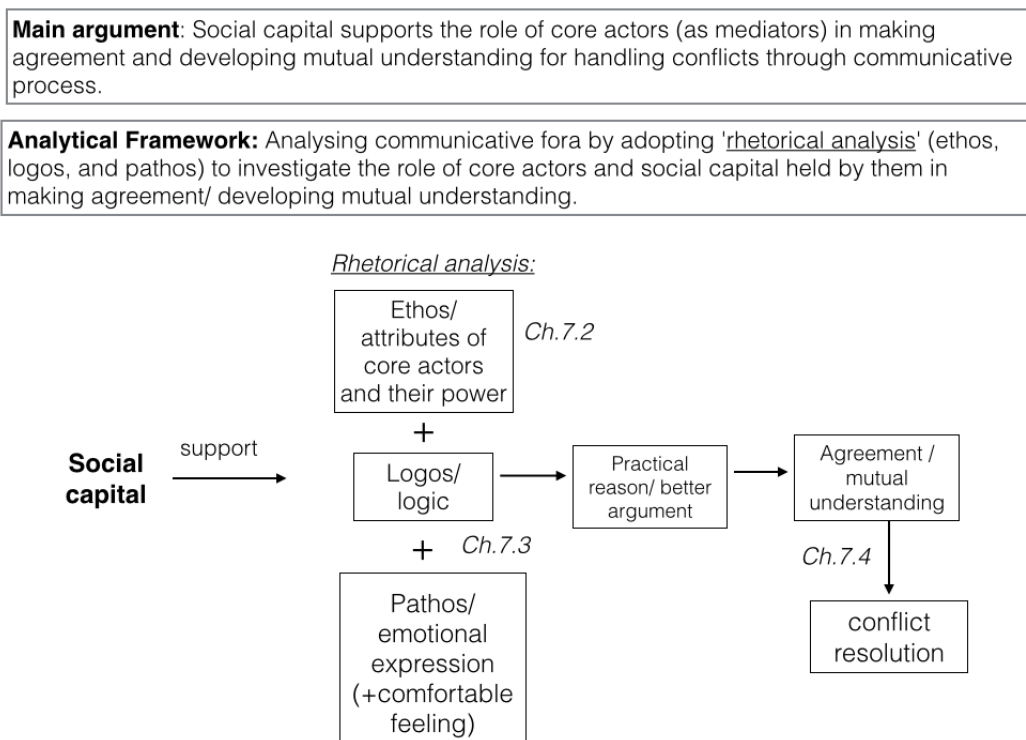 Main argument: Social capital supports the role of core actors (as mediators) in making
agreement and developing mutual understanding for handling conflicts through communicative
process.
Analytical Framework: Analysing communicative fora by adopting 'rhetorical analysis' (ethos,
logos, and pathos) to investigate the role of core actors and social capital held by them in
making agreement/ developing mutual understanding.
Rhetorical analysis:
Ethos/
attributes of
core actors
and their power
Ch.7.2
+
Social
capital
support
Logos/
logic
Practical
reason/ better
argument
Agreement /
mutual
understanding
+
Ch.7.3
Ch.7.4
Pathos/
emotional
expression
(+comfortable
feeling)
conflict
resolution